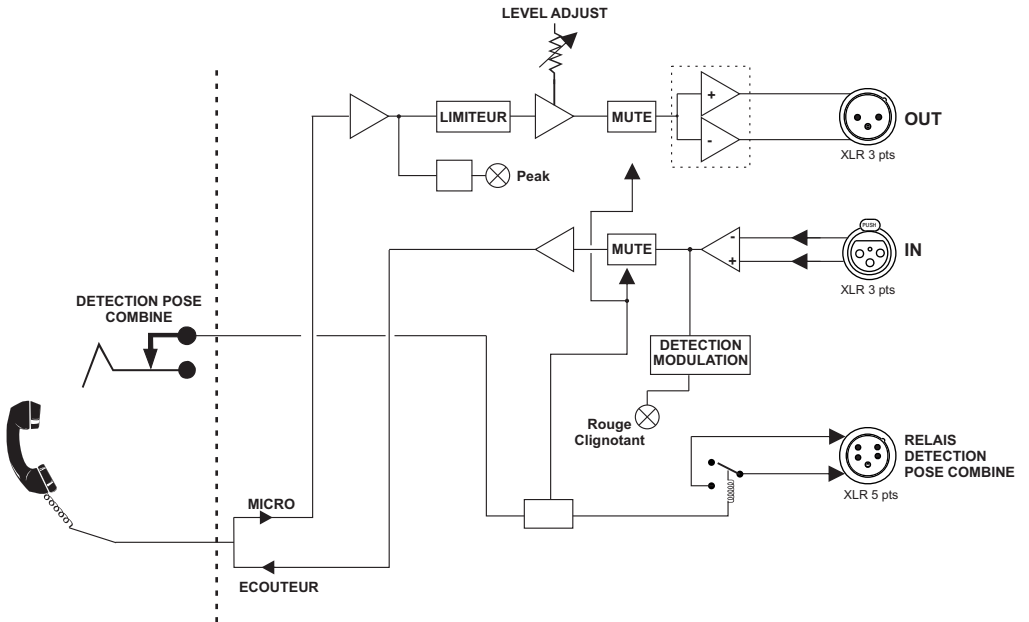 LEVEL ADJUST
LIMITEUR
MUTE
+
-
OUT
XLR 3 pts
Peak
PUSH
MUTE
-
+
IN
XLR 3 pts
DETECTION POSE
COMBINE
DETECTION
MODULATION
Rouge
Clignotant
RELAIS
DETECTION
POSE COMBINE
XLR 5 pts
MICRO
ECOUTEUR